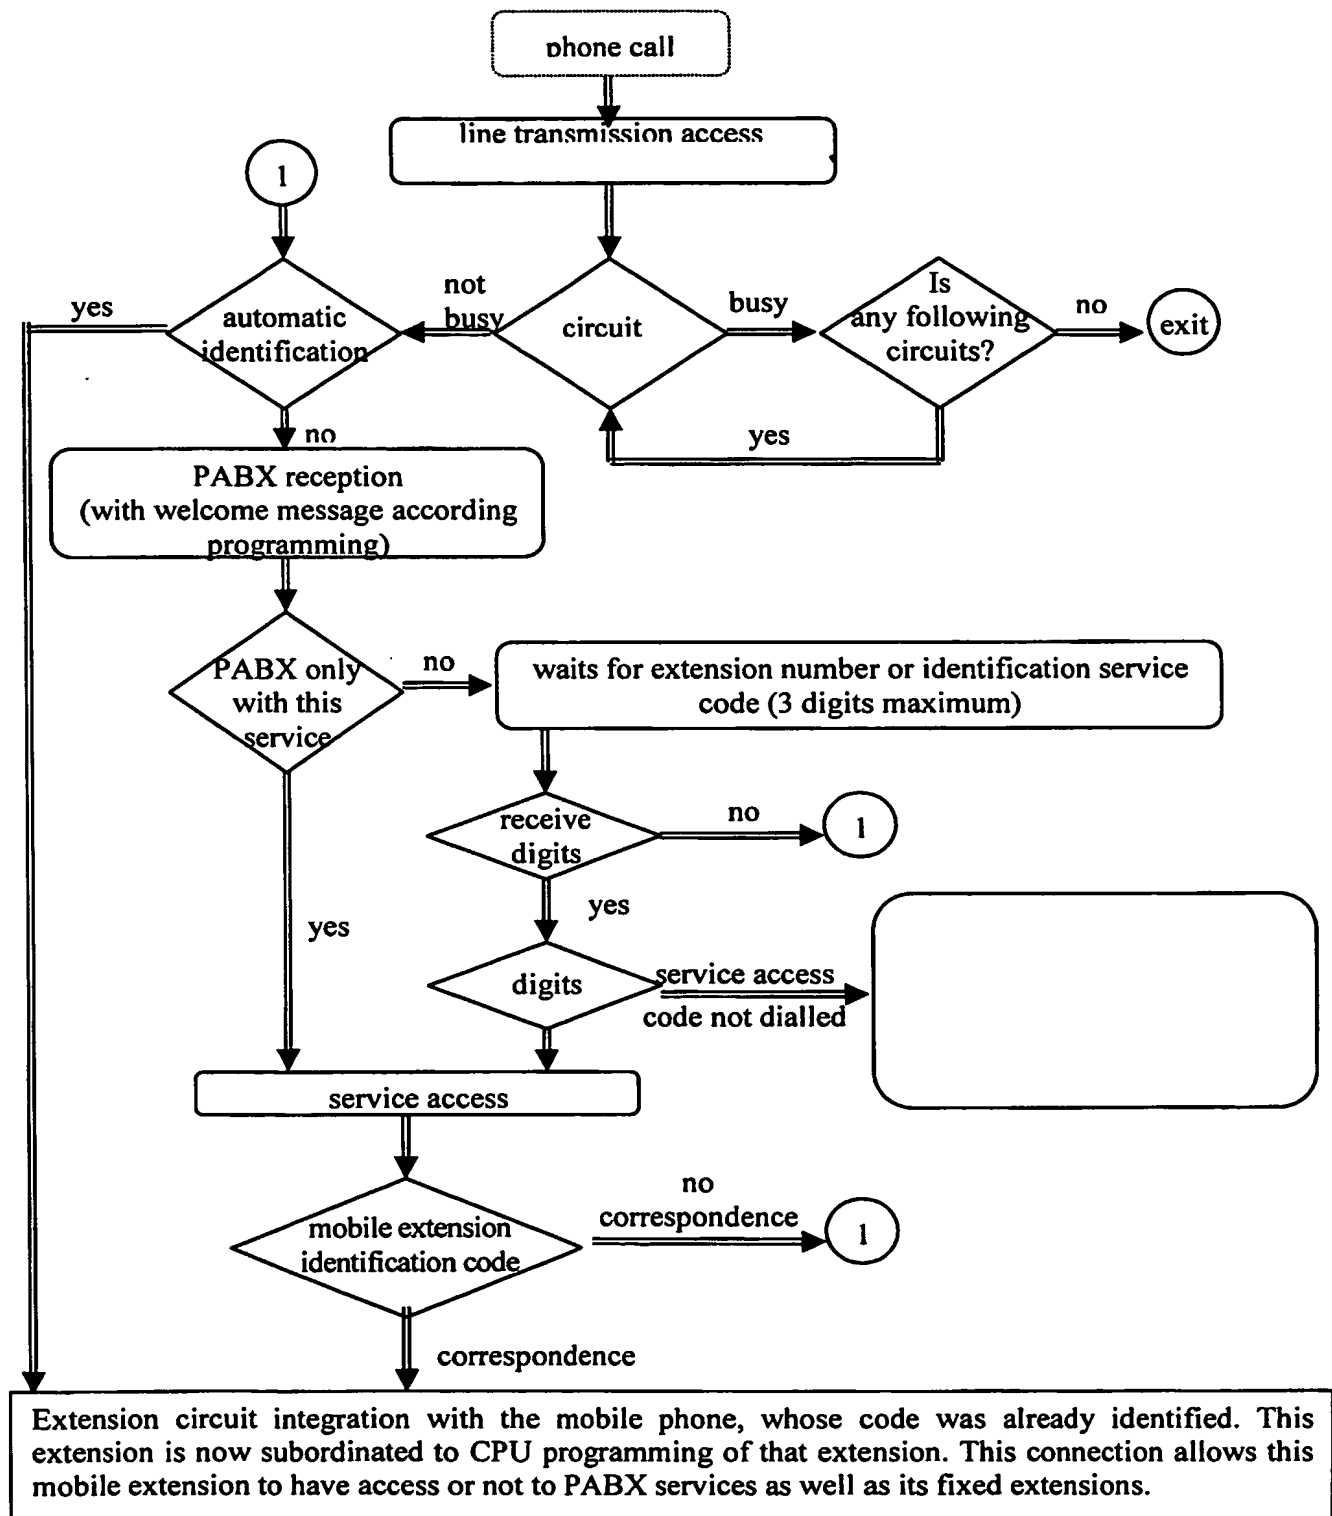 phone call
line transmission access
1
yes
automatic
identification
not
busy
circuit
busy
Is
any following
circuits?
no
exit
yes
no
PABX reception
(with welcome message according
programming)
PABX only
with this
service
no
waits for extension number or identification service
code (3 digits maximum)
receive
digits
no
1
yes
yes
digits
service access
code not dialled
service access
mobile extension
identification code
no
correspondence
1
correspondence
Extension circuit integration with the mobile phone, whose code was already identified. This
extension is now subordinated to CPU programming of that extension. This connection allows this
mobile extension to have access or not to PABX services as well as its fixed extensions.